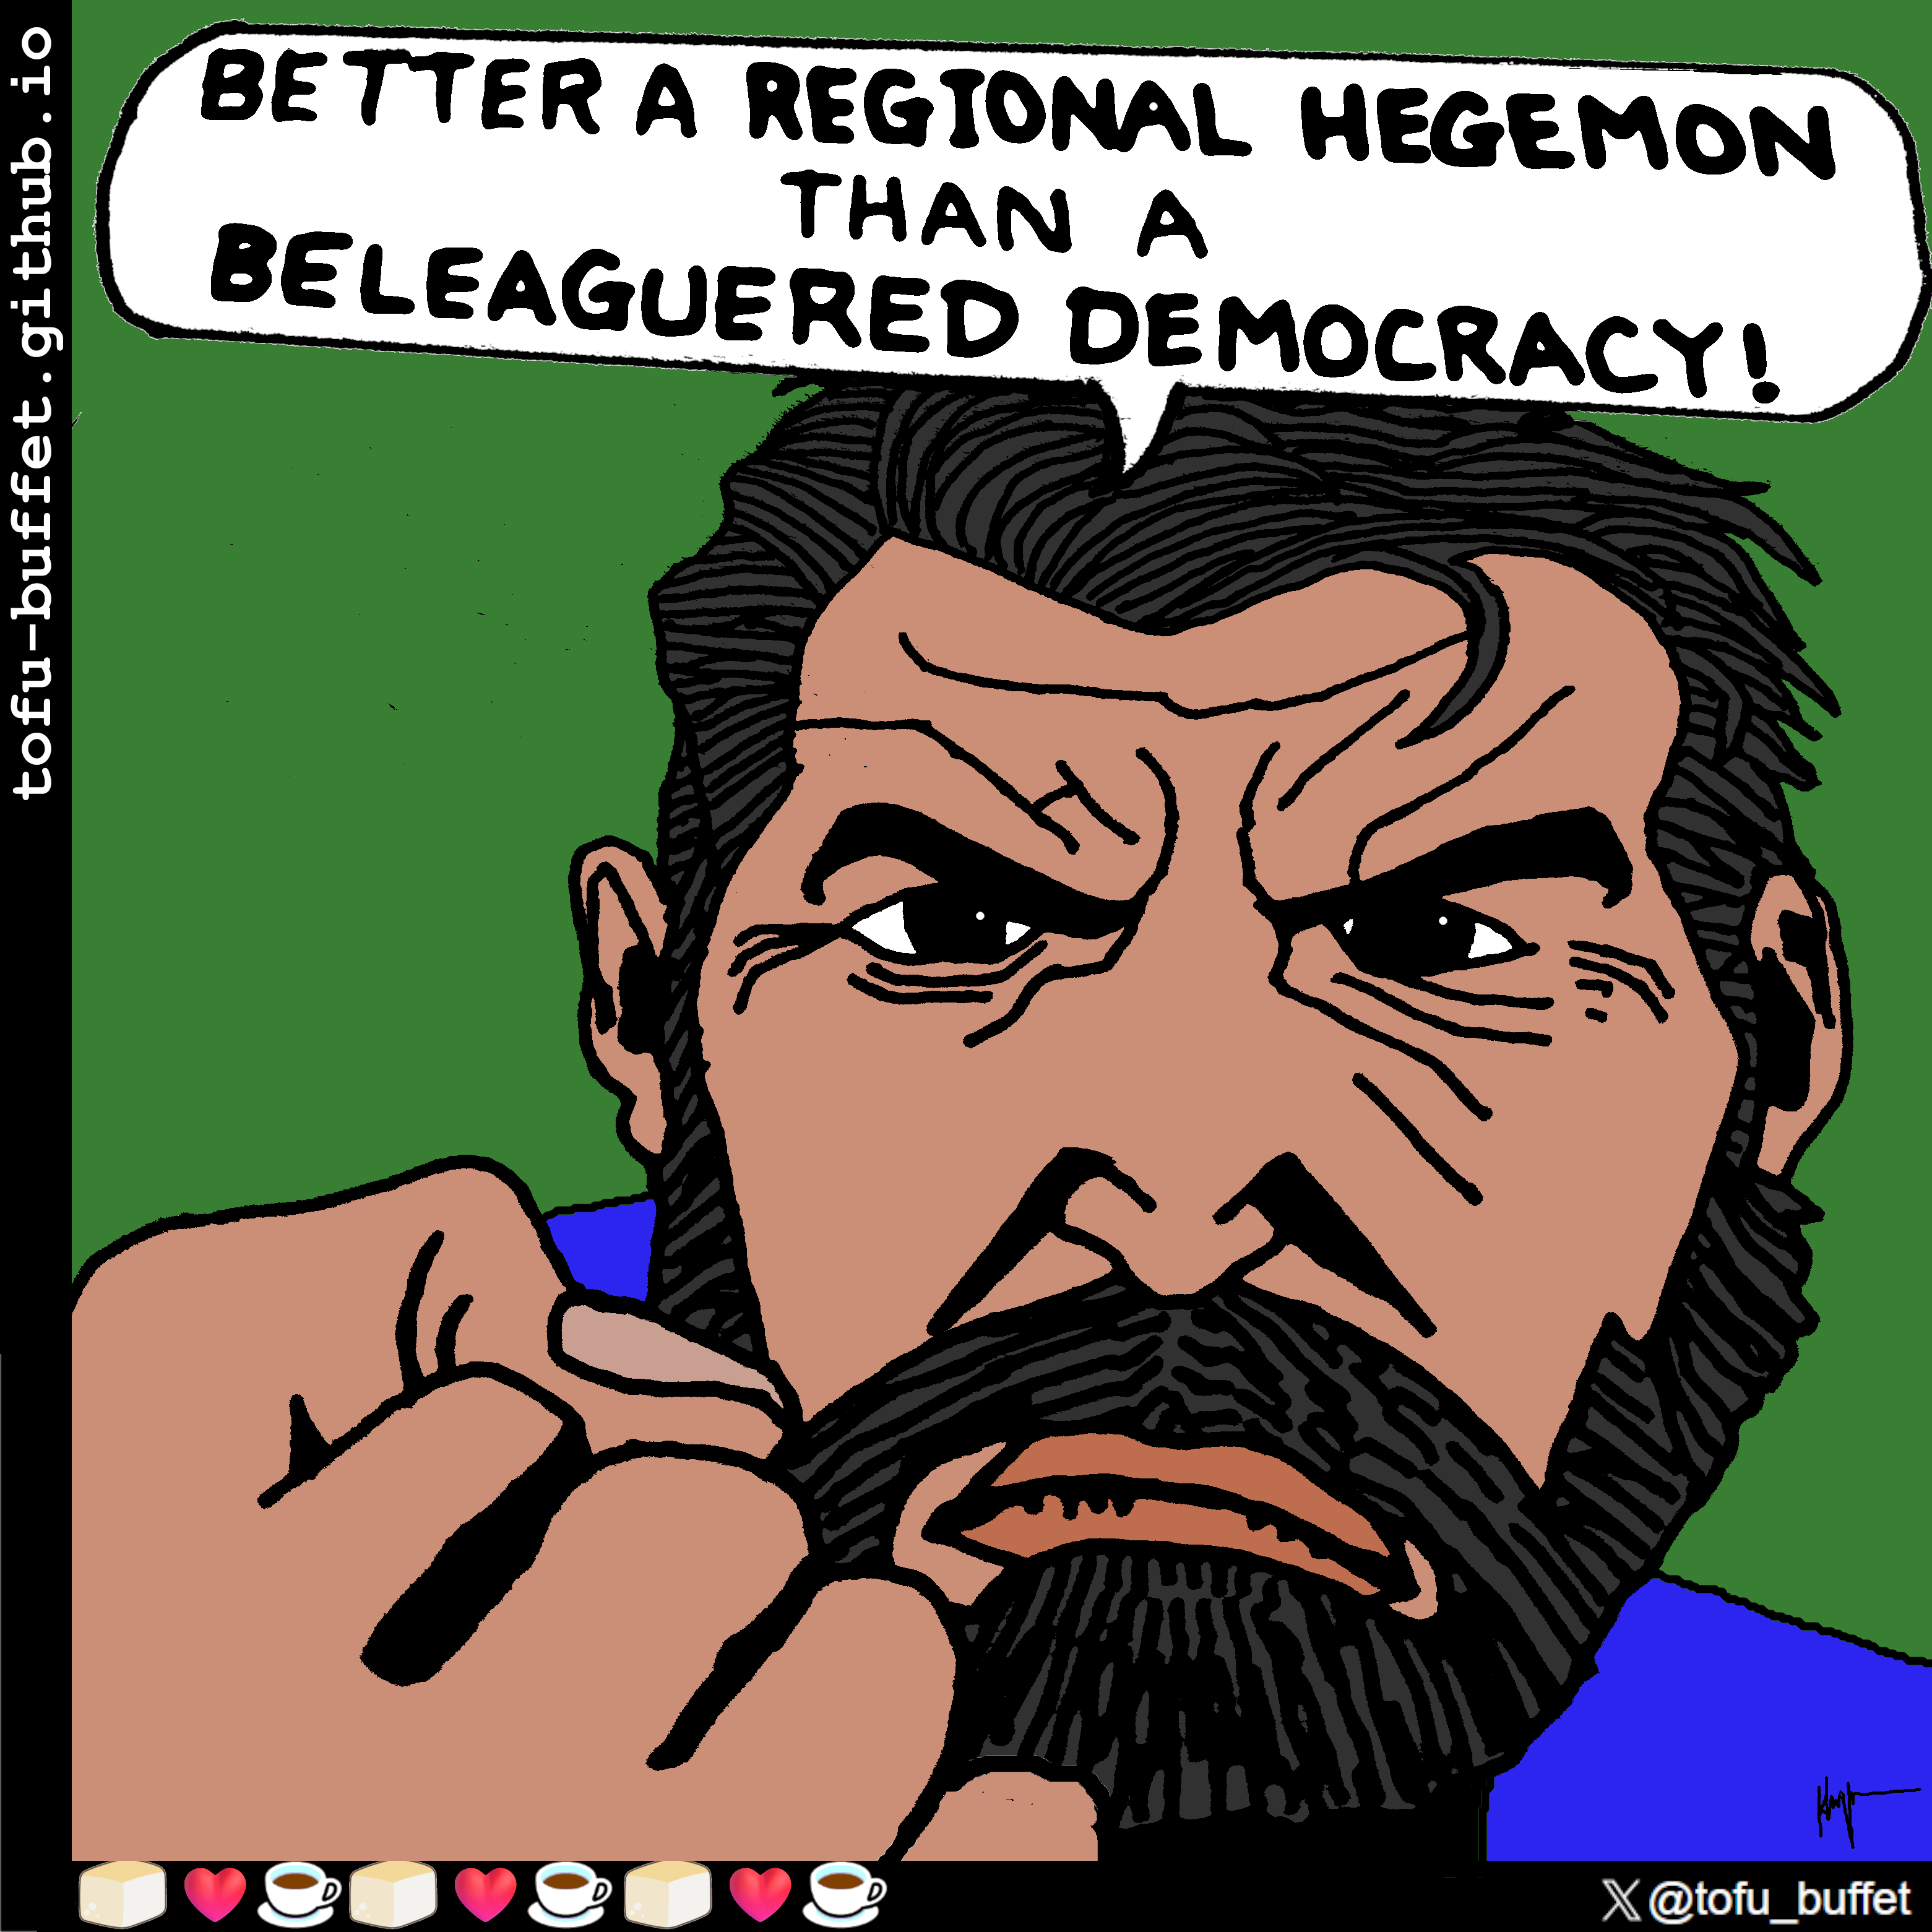 BETTER A REGIONAL HEGEMON
THAN A
BELEAGUERED DEMOCRACY!
tofu-buffet.github.io
𝕏 @tofu_buffet